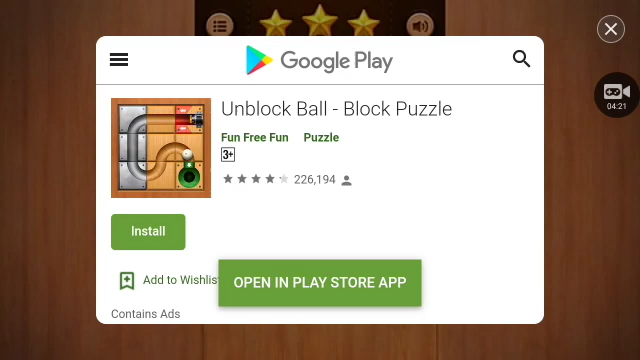 Google Play
Unblock Ball - Block Puzzle
Fun Free Fun Puzzle
3+
226,194
04:21
Install
Add to Wishlis
OPEN IN PLAY STORE APP
Contains Ads